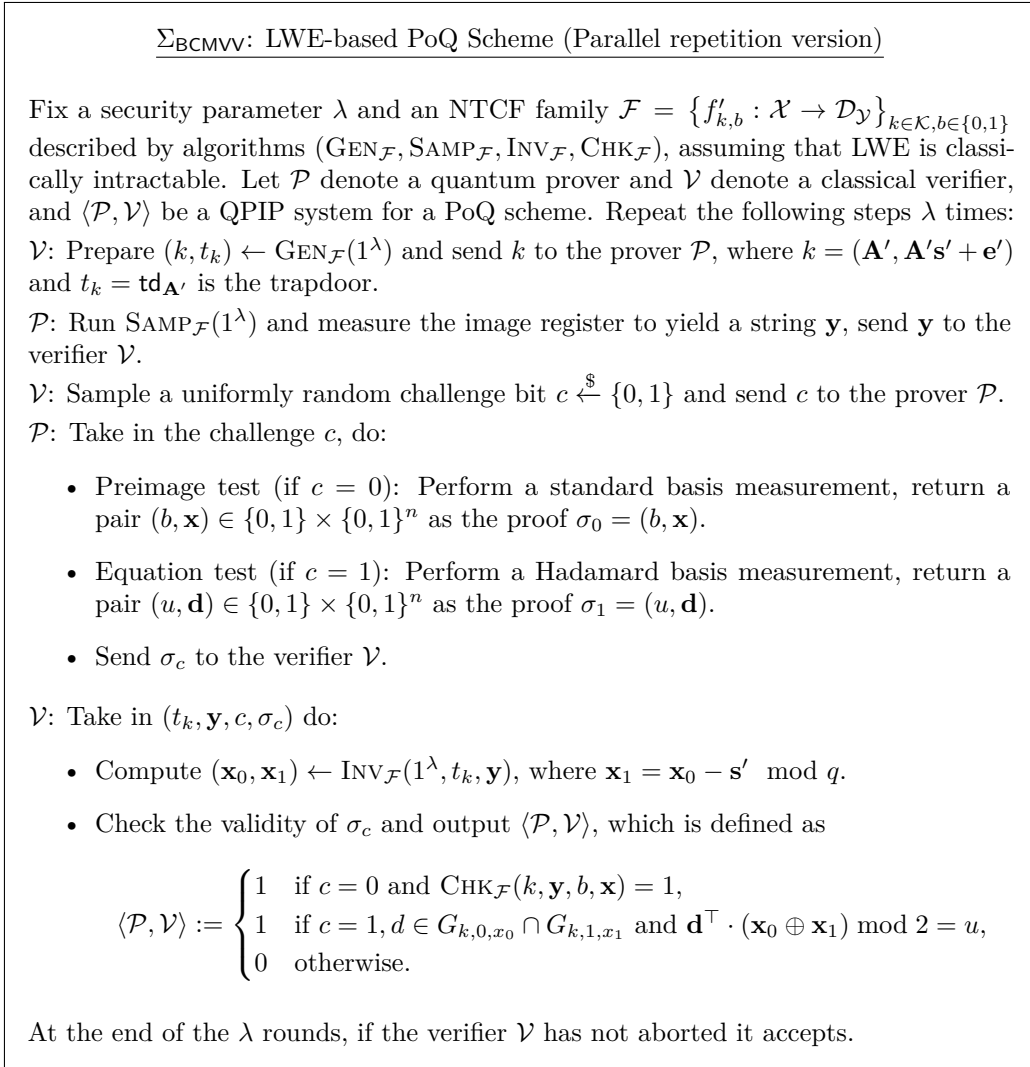 Σ_BCMVV: LWE-based PoQ Scheme (Parallel repetition version)
Fix a security parameter λ and an NTCF family 𝓕 = {f′_{k,b} : 𝒳 → 𝒟_𝒴}_{k∈𝒦,b∈{0,1}}
described by algorithms (GEN_𝓕, SAMP_𝓕, INV_𝓕, CHK_𝓕), assuming that LWE is classi-
cally intractable. Let 𝒫 denote a quantum prover and 𝒱 denote a classical verifier,
and ⟨𝒫, 𝒱⟩ be a QPIP system for a PoQ scheme. Repeat the following steps λ times:
𝒱: Prepare (k, t_k) ← GEN_𝓕(1^λ) and send k to the prover 𝒫, where k = (𝐀′, 𝐀′𝐬′ + 𝐞′)
and t_k = td_{𝐀′} is the trapdoor.
𝒫: Run SAMP_𝓕(1^λ) and measure the image register to yield a string 𝐲, send 𝐲 to the
verifier 𝒱.
𝒱: Sample a uniformly random challenge bit c ←$ {0, 1} and send c to the prover 𝒫.
𝒫: Take in the challenge c, do:
• Preimage test (if c = 0): Perform a standard basis measurement, return a
pair (b, 𝐱) ∈ {0, 1} × {0, 1}^n as the proof σ_0 = (b, 𝐱).
• Equation test (if c = 1): Perform a Hadamard basis measurement, return a
pair (u, 𝐝) ∈ {0, 1} × {0, 1}^n as the proof σ_1 = (u, 𝐝).
• Send σ_c to the verifier 𝒱.
𝒱: Take in (t_k, 𝐲, c, σ_c) do:
• Compute (𝐱_0, 𝐱_1) ← INV_𝓕(1^λ, t_k, 𝐲), where 𝐱_1 = 𝐱_0 − 𝐬′ mod q.
• Check the validity of σ_c and output ⟨𝒫, 𝒱⟩, which is defined as
⟨𝒫, 𝒱⟩ := { 1 if c = 0 and CHK_𝓕(k, 𝐲, b, 𝐱) = 1,
1 if c = 1, d ∈ G_{k,0,x_0} ∩ G_{k,1,x_1} and 𝐝^⊤ · (𝐱_0 ⊕ 𝐱_1) mod 2 = u,
0 otherwise.
At the end of the λ rounds, if the verifier 𝒱 has not aborted it accepts.